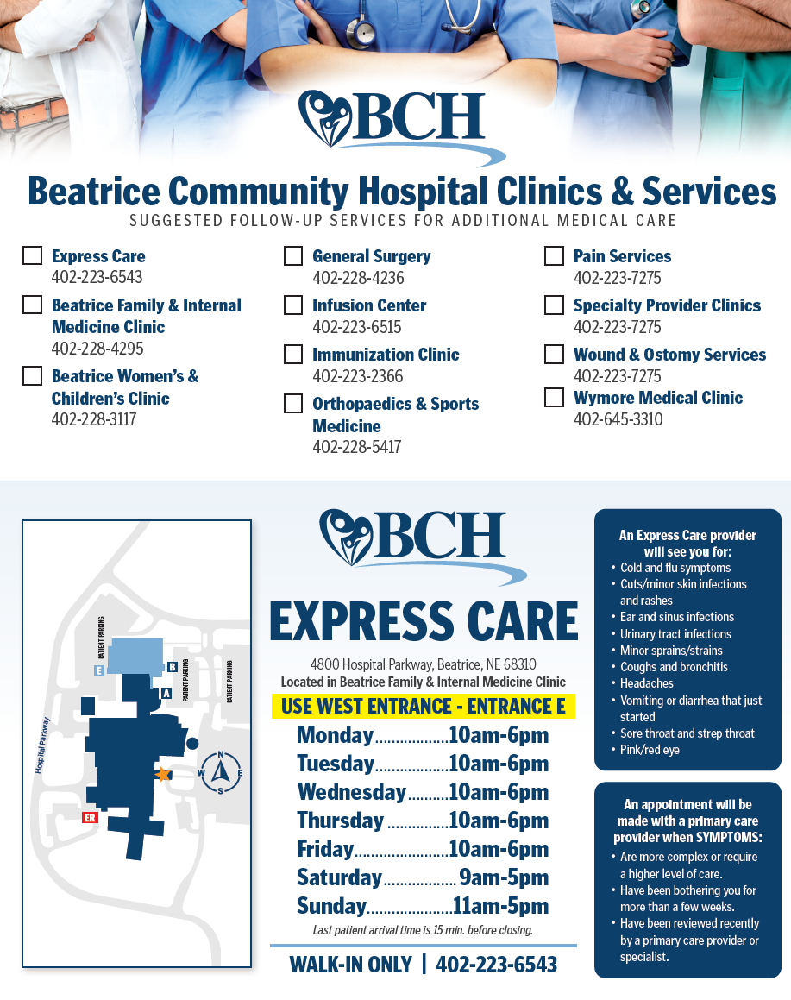 BCH
Beatrice Community Hospital Clinics & Services
SUGGESTED FOLLOW-UP SERVICES FOR ADDITIONAL MEDICAL CARE
Express Care
402-223-6543
Beatrice Family & Internal
Medicine Clinic
402-228-4295
Beatrice Women's &
Children's Clinic
402-228-3117
General Surgery
402-228-4236
Infusion Center
402-223-6515
Immunization Clinic
402-223-2366
Orthopaedics & Sports
Medicine
402-228-5417
Pain Services
402-223-7275
Specialty Provider Clinics
402-223-7275
Wound & Ostomy Services
402-223-7275
Wymore Medical Clinic
402-645-3310
PATIENT PARKING
E
B
A
PATIENT PARKING
PATIENT PARKING
Hospital Parkway
N
W
E
S
ER
BCH
EXPRESS CARE
4800 Hospital Parkway, Beatrice, NE 68310
Located in Beatrice Family & Internal Medicine Clinic
USE WEST ENTRANCE - ENTRANCE E
Monday..................10am-6pm
Tuesday..................10am-6pm
Wednesday..........10am-6pm
Thursday ...............10am-6pm
Friday.......................10am-6pm
Saturday.................. 9am-5pm
Sunday.....................11am-5pm
Last patient arrival time is 15 min. before closing.
WALK-IN ONLY | 402-223-6543
An Express Care provider
will see you for:
• Cold and flu symptoms
• Cuts/minor skin infections
and rashes
• Ear and sinus infections
• Urinary tract infections
• Minor sprains/strains
• Coughs and bronchitis
• Headaches
• Vomiting or diarrhea that just
started
• Sore throat and strep throat
• Pink/red eye
An appointment will be
made with a primary care
provider when SYMPTOMS:
• Are more complex or require
a higher level of care.
• Have been bothering you for
more than a few weeks.
• Have been reviewed recently
by a primary care provider or
specialist.